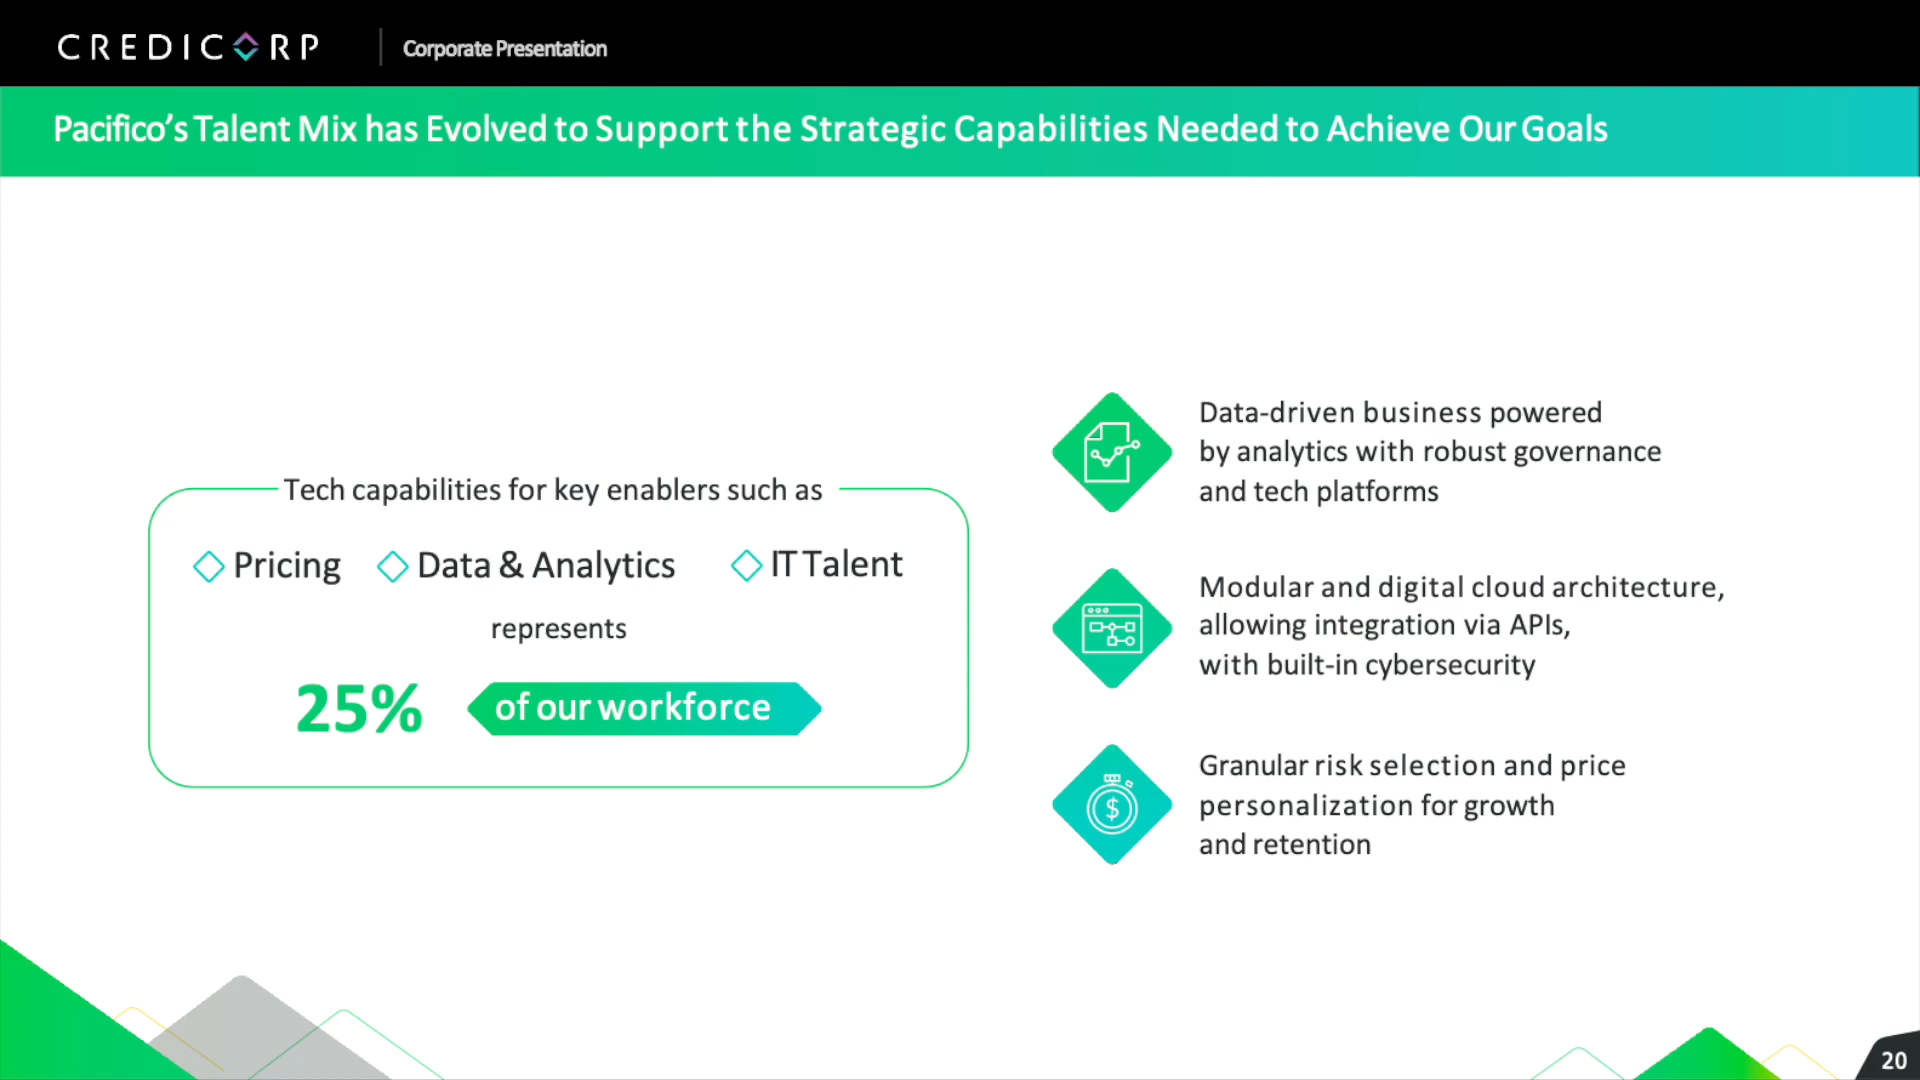 CREDICORP
Corporate Presentation
Pacifico's Talent Mix has Evolved to Support the Strategic Capabilities Needed to Achieve Our Goals
Tech capabilities for key enablers such as
Pricing
Data & Analytics
IT Talent
represents
25%
of our workforce
Data-driven business powered
by analytics with robust governance
and tech platforms
Modular and digital cloud architecture,
allowing integration via APIs,
with built-in cybersecurity
$
Granular risk selection and price
personalization for growth
and retention
20